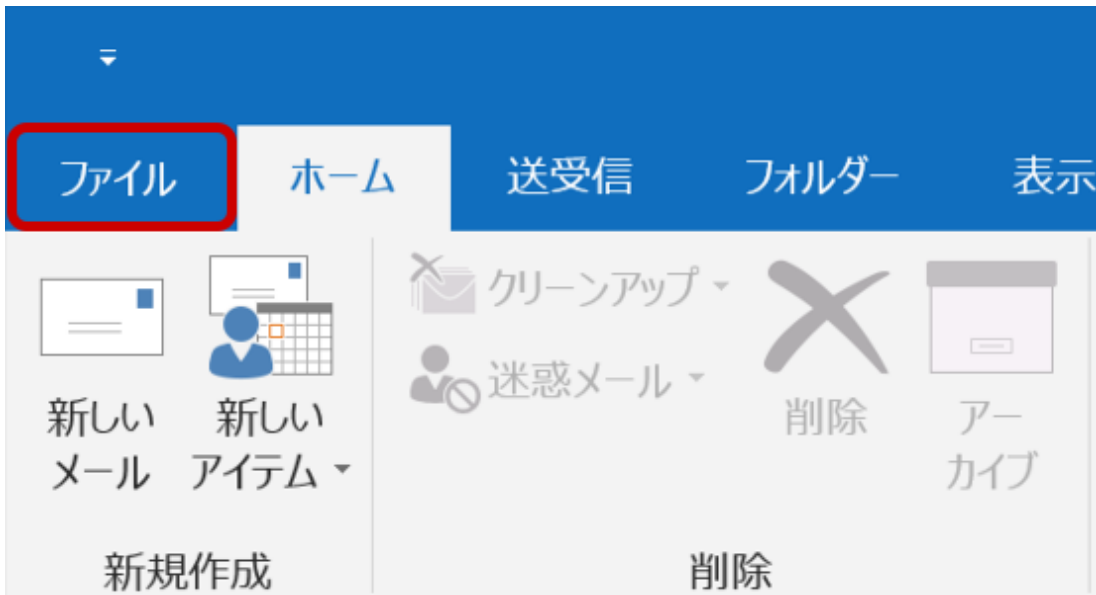 ファイル ホーム 送受信 フォルダー 表示
クリーンアップ
迷惑メール
新しい
メール
新しい
アイテム
削除
アー
カイブ
新規作成
削除